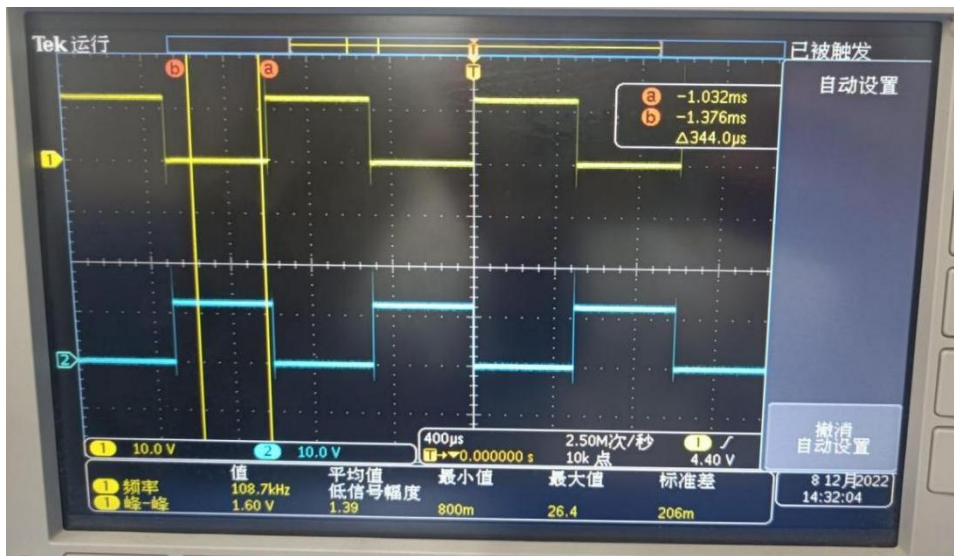 Tek 运行
T
已被触发
b
a
T
自动设置
a -1.032ms
b -1.376ms
Δ344.0µs
1
2
1 10.0 V
2 10.0 V
400µs
T→▼0.000000 s
2.50M次/秒
10k 点
1 ∫
4.40 V
撤消
自动设置
值 平均值 最小值 最大值 标准差
1 频率 108.7kHz 低信号幅度
1 峰-峰 1.60 V 1.39 800m 26.4 206m
8 12月2022
14:32:04